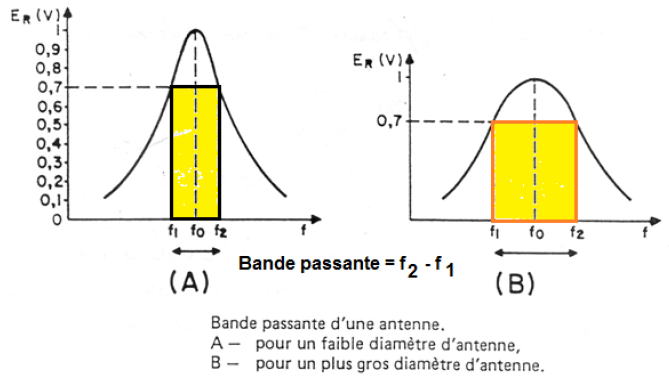 E_R (V)
1
0,9
0,8
0,7
0,6
0,5
0,4
0,3
0,2
0,1
0
f1 f0 f2 f
(A)
E_R (V)
1
0,7
f1 f0 f2 f
(B)
Bande passante = f2 - f1
Bande passante d'une antenne.
A — pour un faible diamètre d'antenne,
B — pour un plus gros diamètre d'antenne.